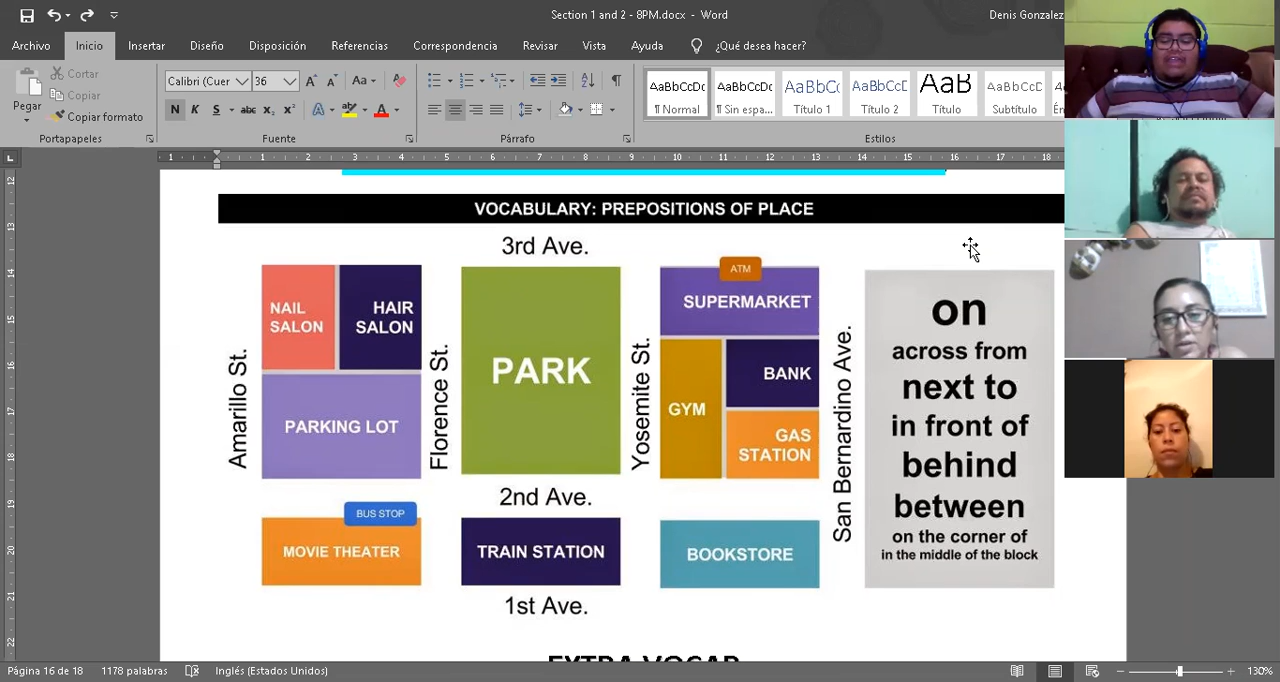 Section 1 and 2 - 8PM.docx - Word
Denis Gonzalez
Archivo
Inicio
Insertar
Diseño
Disposición
Referencias
Correspondencia
Revisar
Vista
Ayuda
¿Qué desea hacer?
Pegar
Cortar
Copiar
Copiar formato
Portapapeles
Calibri (Cuer
36
Fuente
Párrafo
AaBbCcDc
¶ Normal
AaBbCcDc
¶ Sin espa...
AaBbCc
Título 1
AaBbCcD
Título 2
AaB
Título
AaBbCcD
Subtítulo
Estilos
VOCABULARY: PREPOSITIONS OF PLACE
3rd Ave.
Amarillo St.
NAIL
SALON
HAIR
SALON
PARKING LOT
Florence St.
PARK
Yosemite St.
ATM
SUPERMARKET
GYM
BANK
GAS
STATION
San Bernardino Ave.
2nd Ave.
BUS STOP
MOVIE THEATER
TRAIN STATION
BOOKSTORE
1st Ave.
on
across from
next to
in front of
behind
between
on the corner of
in the middle of the block
EXTRA VOCAB
Página 16 de 18
1178 palabras
Inglés (Estados Unidos)
130%